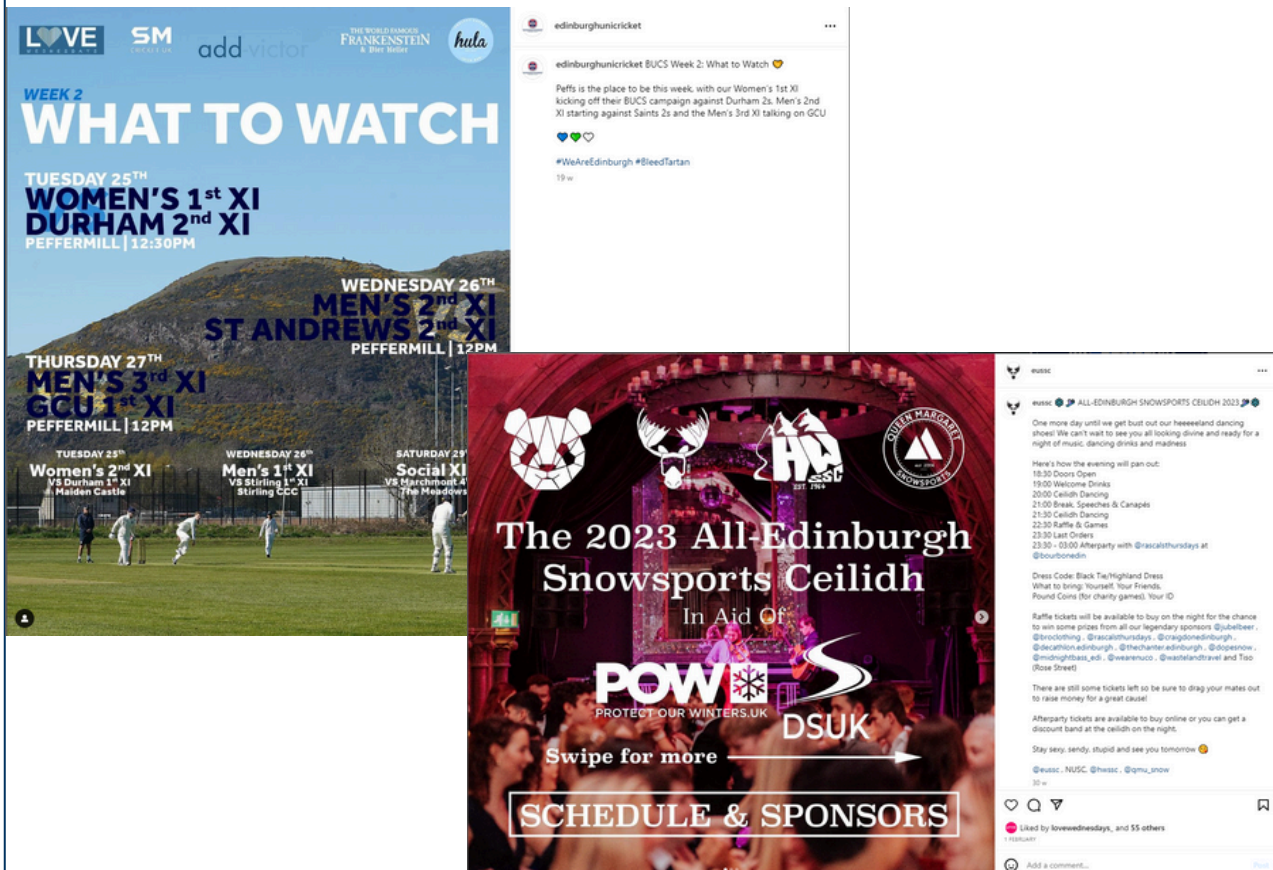 LOVE
WEDNESDAYS
SM
CRICKET UK
add-victor
THE WORLD FAMOUS
FRANKENSTEIN
& Bier Keller
hula
WEEK 2
WHAT TO WATCH
TUESDAY 25TH
WOMEN'S 1st XI
VS
DURHAM 2nd XI
PEFFERMILL | 12:30PM
WEDNESDAY 26TH
MEN'S 2nd XI
ST ANDREWS 2nd XI
PEFFERMILL | 12PM
THURSDAY 27TH
MEN'S 3rd XI
GCU 1st XI
PEFFERMILL | 12PM
TUESDAY 25th
Women's 2nd XI
VS Durham 1st XI
Maiden Castle
WEDNESDAY 26th
Men's 1st XI
VS Stirling 1st XI
Stirling CCC
SATURDAY 29
Social XI
VS Marchmont 4
The Meadows
edinburghunicricket
edinburghunicricket BUCS Week 2: What to Watch
Peffs is the place to be this week, with our Women's 1st XI
kicking off their BUCS campaign against Durham 2s, Men's 2nd
XI starting against Saints 2s and the Men's 3rd XI talking on GCU
#WeAreEdinburgh #BleedTartan
19 w
HW
SSC
EST. 1964
QUEEN MARGARET
SNOWSPORTS
The 2023 All-Edinburgh
Snowsports Ceilidh
In Aid Of
POW
PROTECT OUR WINTERS.UK
DSUK
Swipe for more
SCHEDULE & SPONSORS
eussc
eussc ALL-EDINBURGH SNOWSPORTS CEILIDH 2023
One more day until we get bust out our heeeeeland dancing
shoes! We can't wait to see you all looking divine and ready for a
night of music, dancing drinks and madness
Here's how the evening will pan out:
18:30 Doors Open
19:00 Welcome Drinks
20:00 Ceilidh Dancing
21:00 Break, Speeches & Canapés
21:30 Ceilidh Dancing
22:30 Raffle & Games
23:30 Last Orders
23:30 - 03:00 Afterparty with @rascalsthursdays at
@bourbonedin
Dress Code: Black Tie/Highland Dress
What to bring: Yourself, Your Friends,
Pound Coins (for charity games), Your ID
Raffle tickets will be available to buy on the night for the chance
to win some prizes from all our legendary sponsors @jubelbeer ,
@broclothing , @rascalsthursdays , @craigdonedinburgh ,
@decathlon.edinburgh , @thechanter.edinburgh , @dopesnow ,
@midnightbass_edi , @wearenuco , @wastelandtravel and Tiso
(Rose Street)
There are still some tickets left so be sure to drag your mates out
to raise money for a great cause!
Afterparty tickets are available to buy online or you can get a
discount band at the ceilidh on the night.
Stay sexy, sendy, stupid and see you tomorrow
@eussc , NUSC, @hwssc , @qmu_snow
30 w
Liked by lovewednesdays_ and 55 others
1 FEBRUARY
Add a comment...
Post